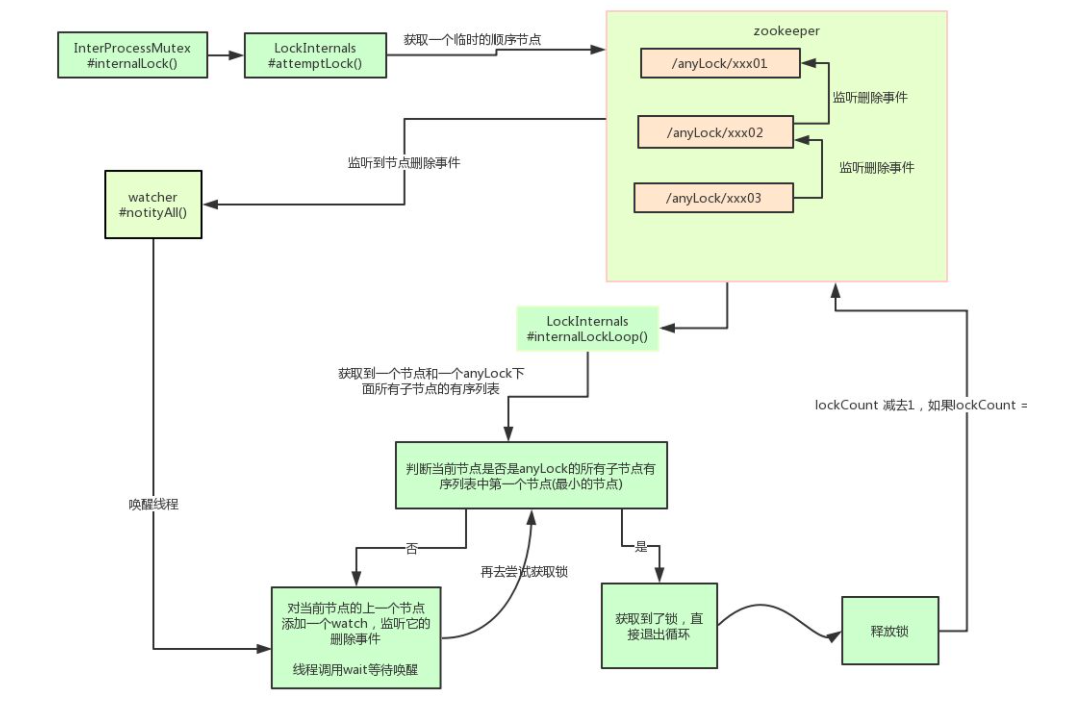 InterProcessMutex
#internalLock()
LockInternals
#attemptLock()
获取一个临时的顺序节点
zookeeper
/anyLock/xxx01
监听删除事件
/anyLock/xxx02
监听删除事件
/anyLock/xxx03
监听到节点删除事件
watcher
#notityAll()
LockInternals
#internalLockLoop()
获取到一个节点和一个anyLock下
面所有子节点的有序列表
lockCount 减去1，如果lockCount =
判断当前节点是否是anyLock的所有子节点有
序列表中第一个节点(最小的节点)
唤醒线程
否
是
再去尝试获取锁
对当前节点的上一个节点
添加一个watch，监听它的
删除事件
线程调用wait等待唤醒
获取到了锁，直
接退出循环
释放锁